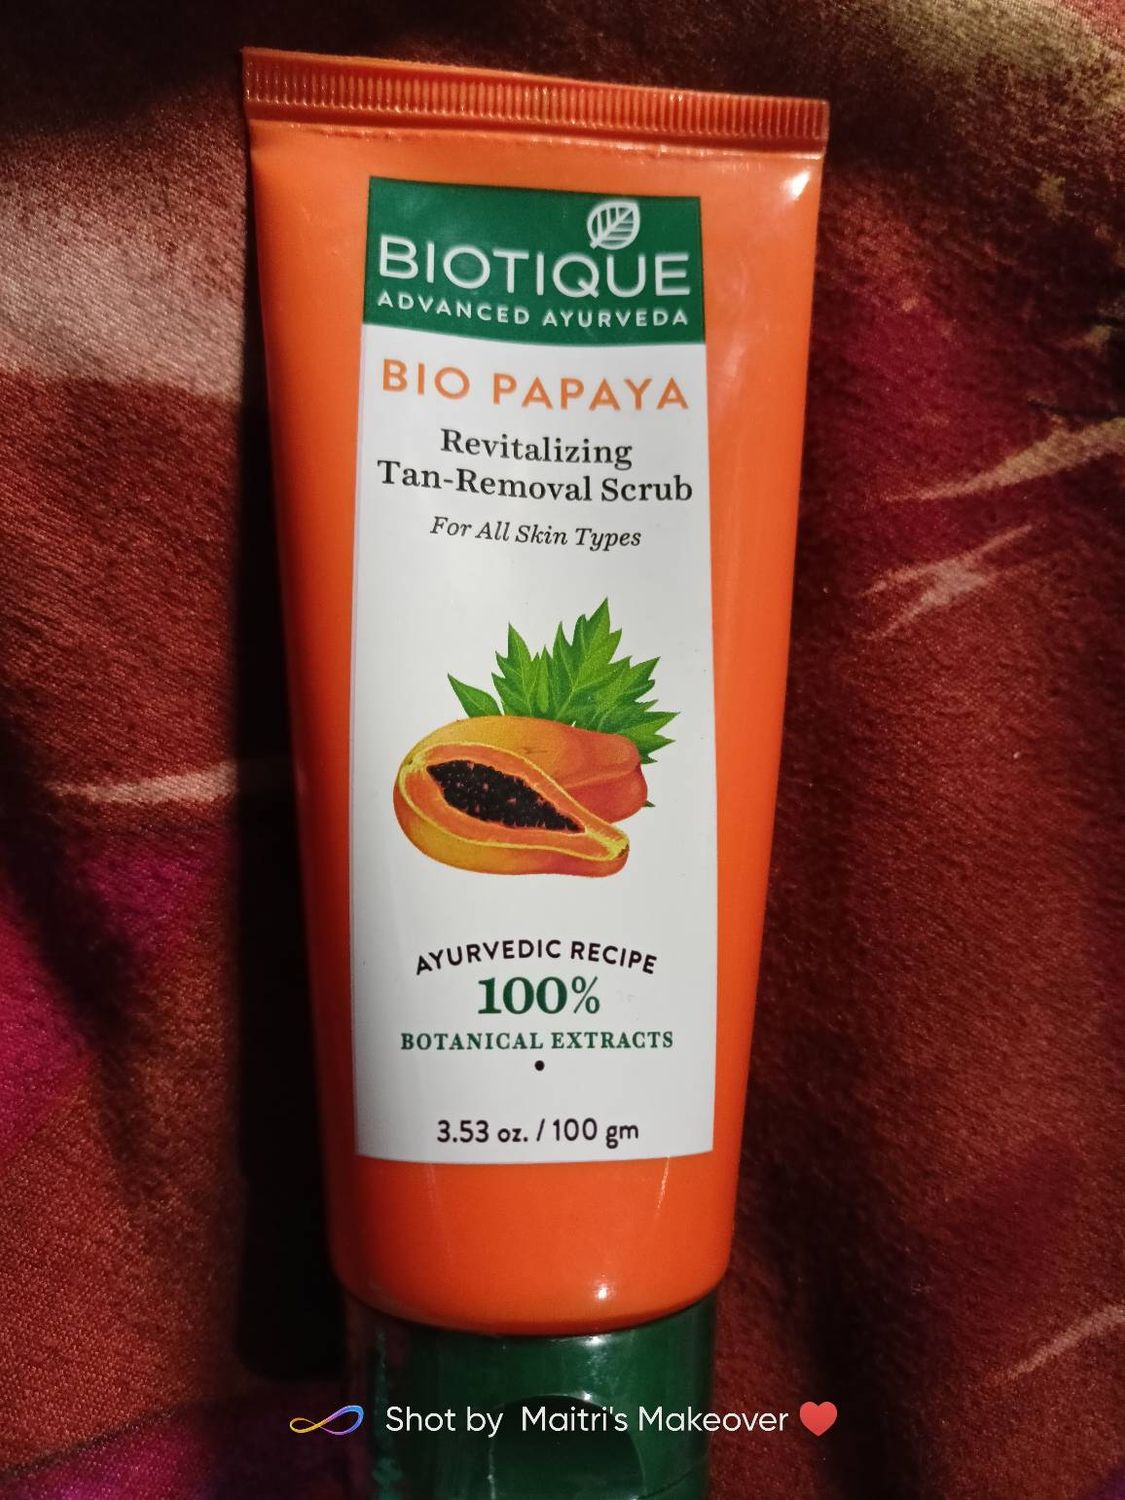 BIOTIQUE
ADVANCED AYURVEDA
BIO PAPAYA
Revitalizing
Tan-Removal Scrub
For All Skin Types
AYURVEDIC RECIPE
100%
BOTANICAL EXTRACTS
3.53 oz. / 100 gm
Shot by Maitri's Makeover